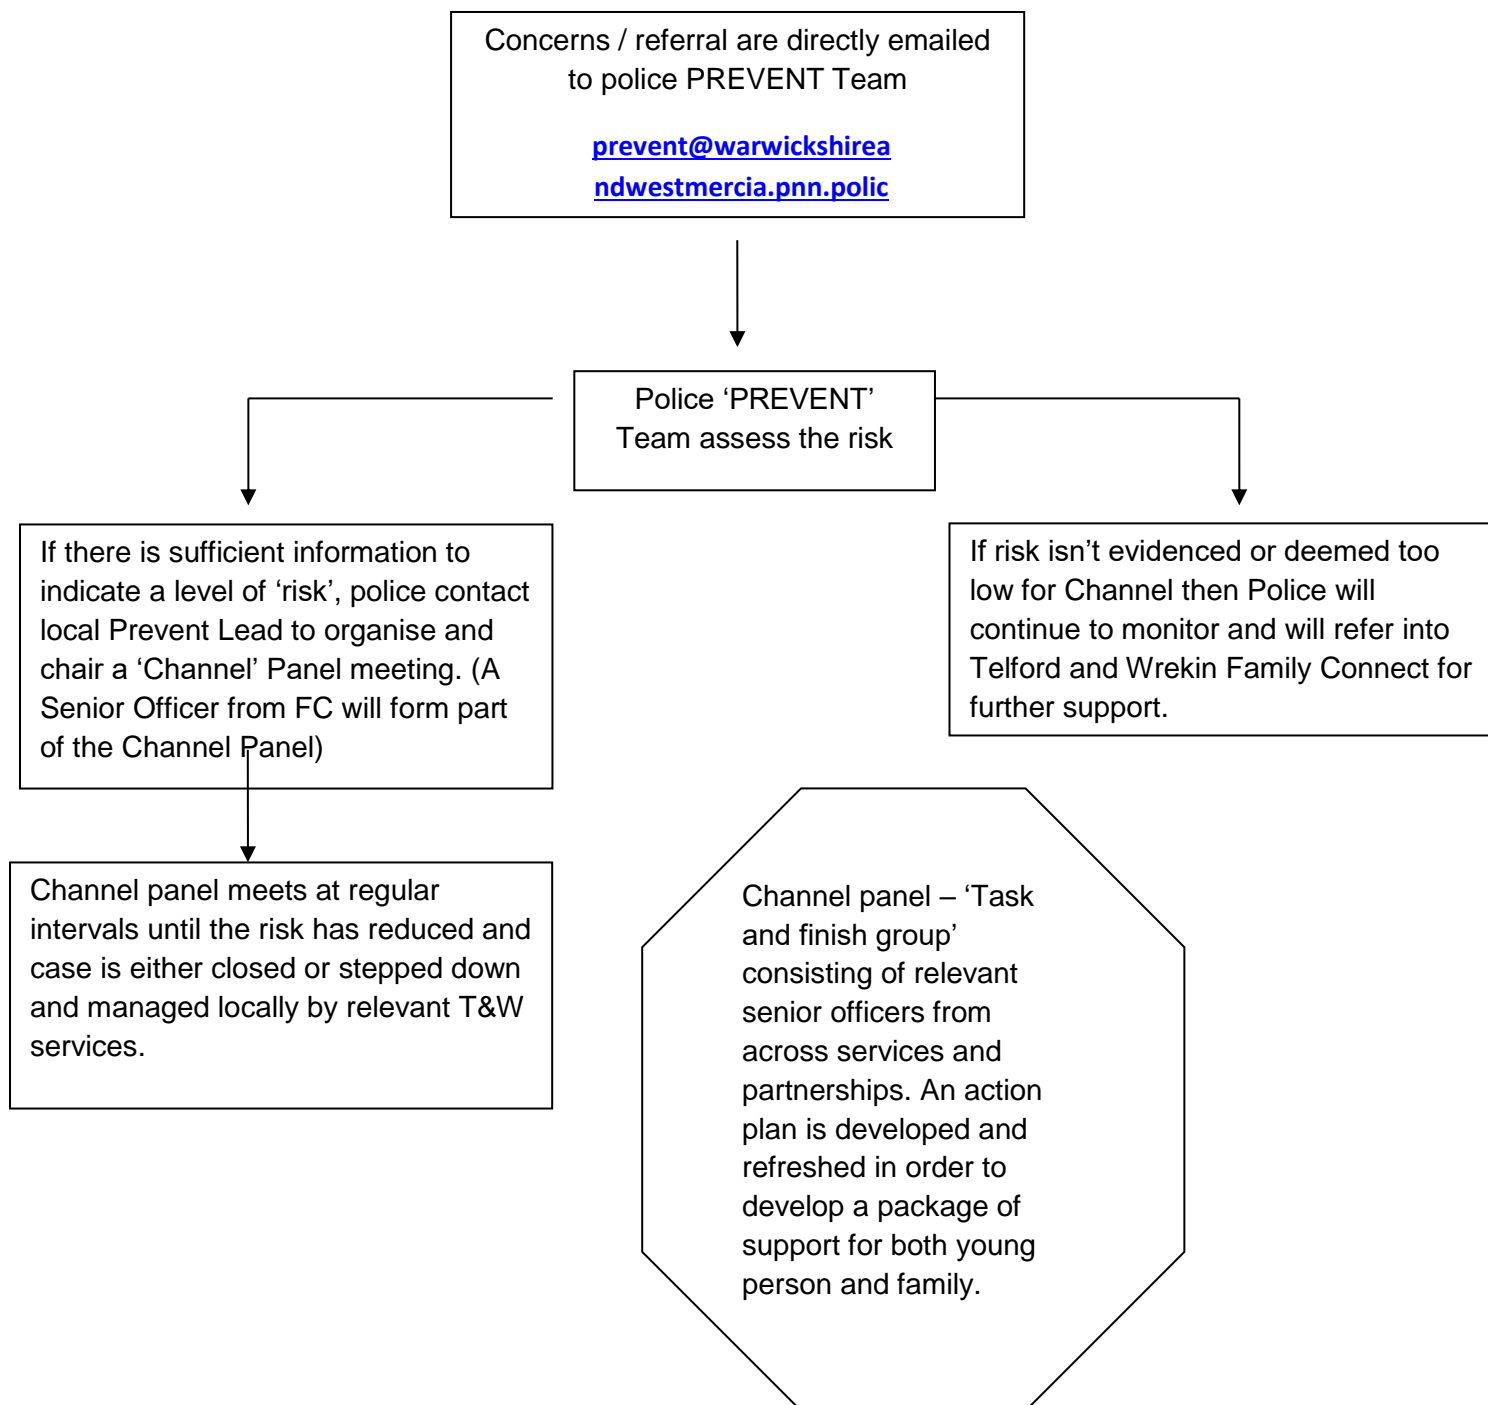 Concerns / referral are directly emailed
to police PREVENT Team
prevent@warwickshirea
ndwestmercia.pnn.polic
Police ‘PREVENT’
Team assess the risk
If there is sufficient information to
indicate a level of ‘risk’, police contact
local Prevent Lead to organise and
chair a ‘Channel’ Panel meeting. (A
Senior Officer from FC will form part
of the Channel Panel)
If risk isn’t evidenced or deemed too
low for Channel then Police will
continue to monitor and will refer into
Telford and Wrekin Family Connect for
further support.
Channel panel meets at regular
intervals until the risk has reduced and
case is either closed or stepped down
and managed locally by relevant T&W
services.
Channel panel – ‘Task
and finish group’
consisting of relevant
senior officers from
across services and
partnerships. An action
plan is developed and
refreshed in order to
develop a package of
support for both young
person and family.